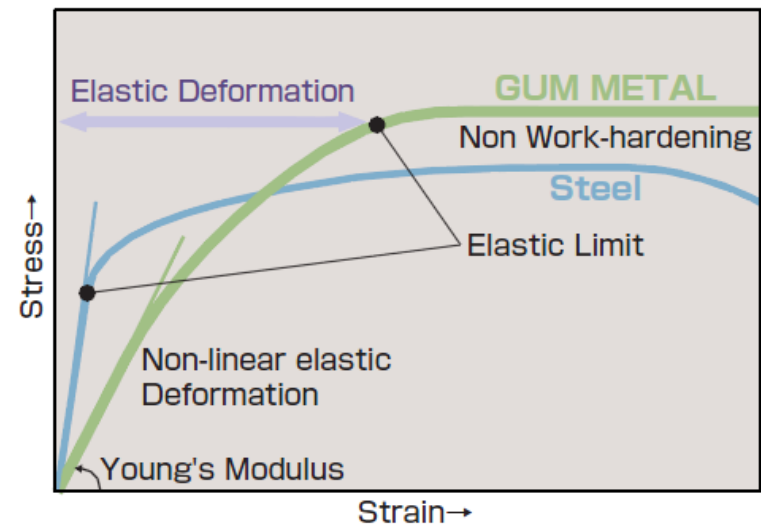 Elastic Deformation
GUM METAL
Non Work-hardening
Steel
Elastic Limit
Stress→
Non-linear elastic
Deformation
Young's Modulus
Strain→